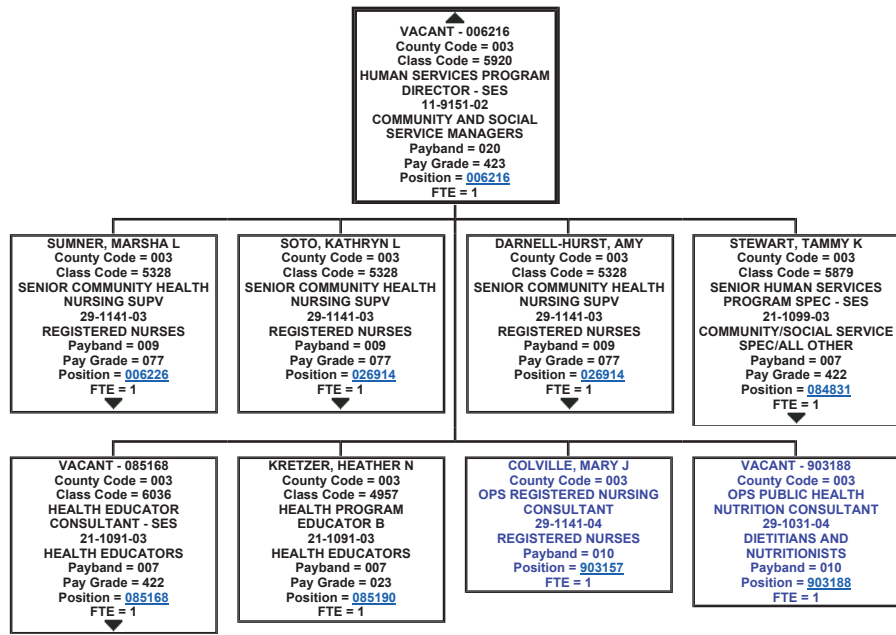 VACANT - 006216
County Code = 003
Class Code = 5920
HUMAN SERVICES PROGRAM
DIRECTOR - SES
11-9151-02
COMMUNITY AND SOCIAL
SERVICE MANAGERS
Payband = 020
Pay Grade = 423
Position = 006216
FTE = 1
SUMNER, MARSHA L
County Code = 003
Class Code = 5328
SENIOR COMMUNITY HEALTH
NURSING SUPV
29-1141-03
REGISTERED NURSES
Payband = 009
Pay Grade = 077
Position = 006226
FTE = 1
SOTO, KATHRYN L
County Code = 003
Class Code = 5328
SENIOR COMMUNITY HEALTH
NURSING SUPV
29-1141-03
REGISTERED NURSES
Payband = 009
Pay Grade = 077
Position = 026914
FTE = 1
DARNELL-HURST, AMY
County Code = 003
Class Code = 5328
SENIOR COMMUNITY HEALTH
NURSING SUPV
29-1141-03
REGISTERED NURSES
Payband = 009
Pay Grade = 077
Position = 026914
FTE = 1
STEWART, TAMMY K
County Code = 003
Class Code = 5879
SENIOR HUMAN SERVICES
PROGRAM SPEC - SES
21-1099-03
COMMUNITY/SOCIAL SERVICE
SPEC/ALL OTHER
Payband = 007
Pay Grade = 422
Position = 084831
FTE = 1
VACANT - 085168
County Code = 003
Class Code = 6036
HEALTH EDUCATOR
CONSULTANT - SES
21-1091-03
HEALTH EDUCATORS
Payband = 007
Pay Grade = 422
Position = 085168
FTE = 1
KRETZER, HEATHER N
County Code = 003
Class Code = 4957
HEALTH PROGRAM
EDUCATOR B
21-1091-03
HEALTH EDUCATORS
Payband = 007
Pay Grade = 023
Position = 085190
FTE = 1
COLVILLE, MARY J
County Code = 003
OPS REGISTERED NURSING
CONSULTANT
29-1141-04
REGISTERED NURSES
Payband = 010
Position = 903157
FTE = 1
VACANT - 903188
County Code = 003
OPS PUBLIC HEALTH
NUTRITION CONSULTANT
29-1031-04
DIETITIANS AND
NUTRITIONISTS
Payband = 010
Position = 903188
FTE = 1